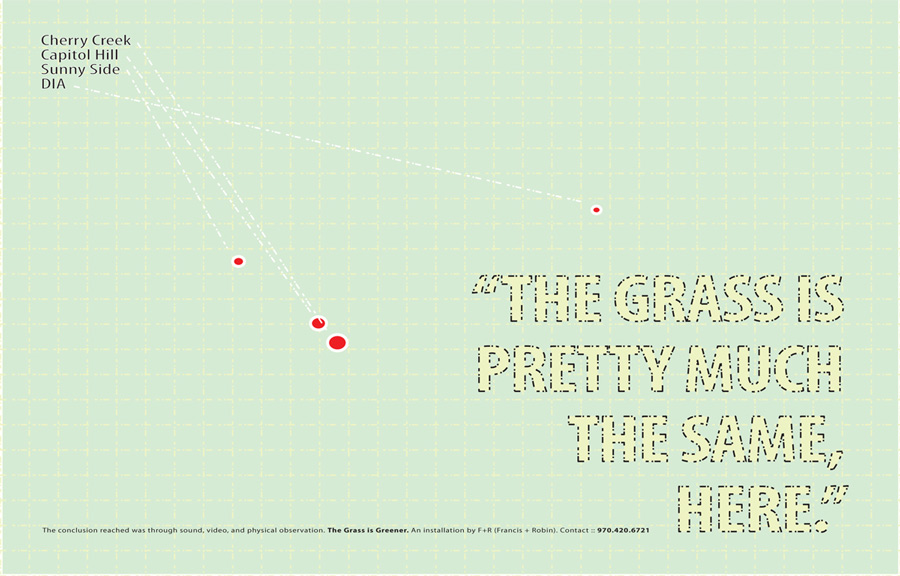 Cherry Creek
Capitol Hill
Sunny Side
DIA
“THE GRASS IS
PRETTY MUCH
THE SAME,
HERE.”
The conclusion reached was through sound, video, and physical observation. The Grass is Greener. An installation by F+R (Francis + Robin). Contact :: 970.420.6721